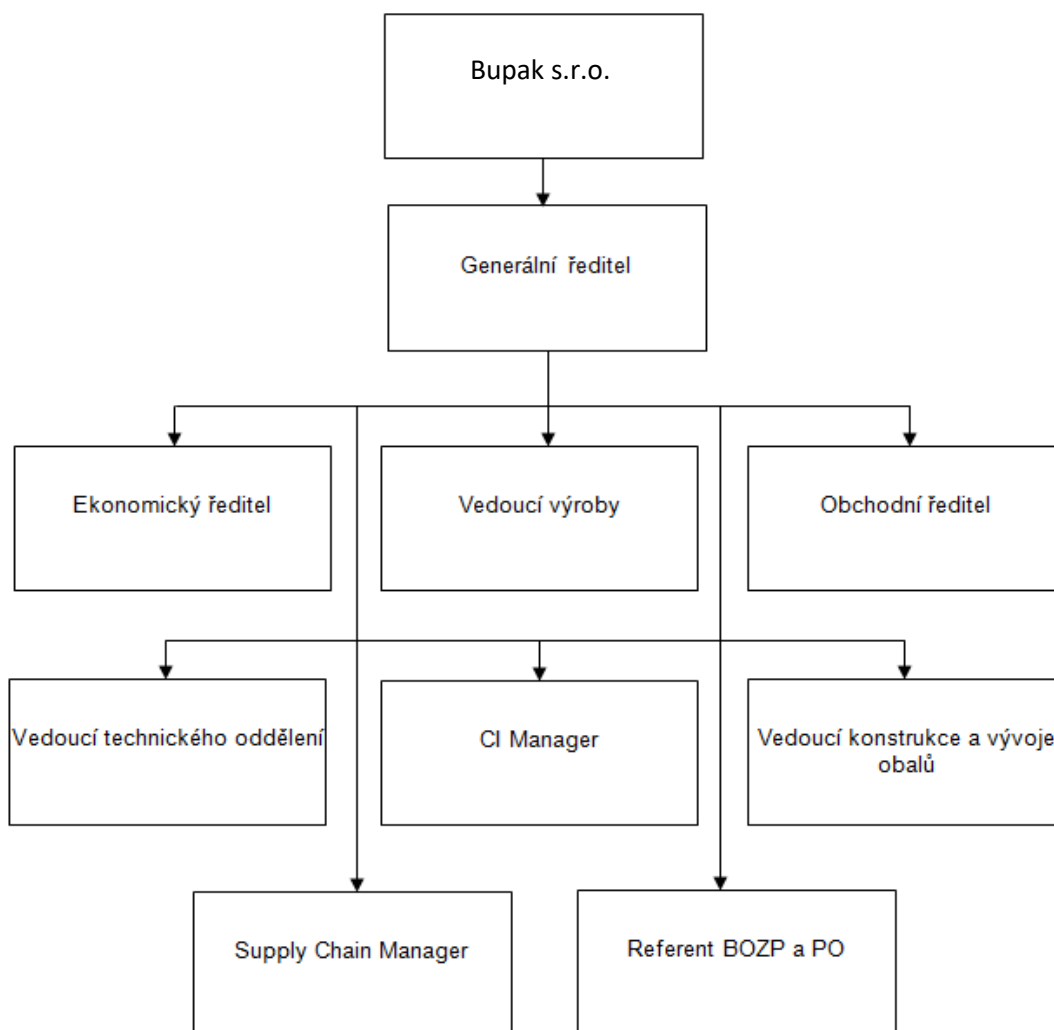 Bupak s.r.o.
Generální ředitel
Ekonomický ředitel
Vedoucí výroby
Obchodní ředitel
Vedoucí technického oddělení
CI Manager
Vedoucí konstrukce a vývoje
obalů
Supply Chain Manager
Referent BOZP a PO